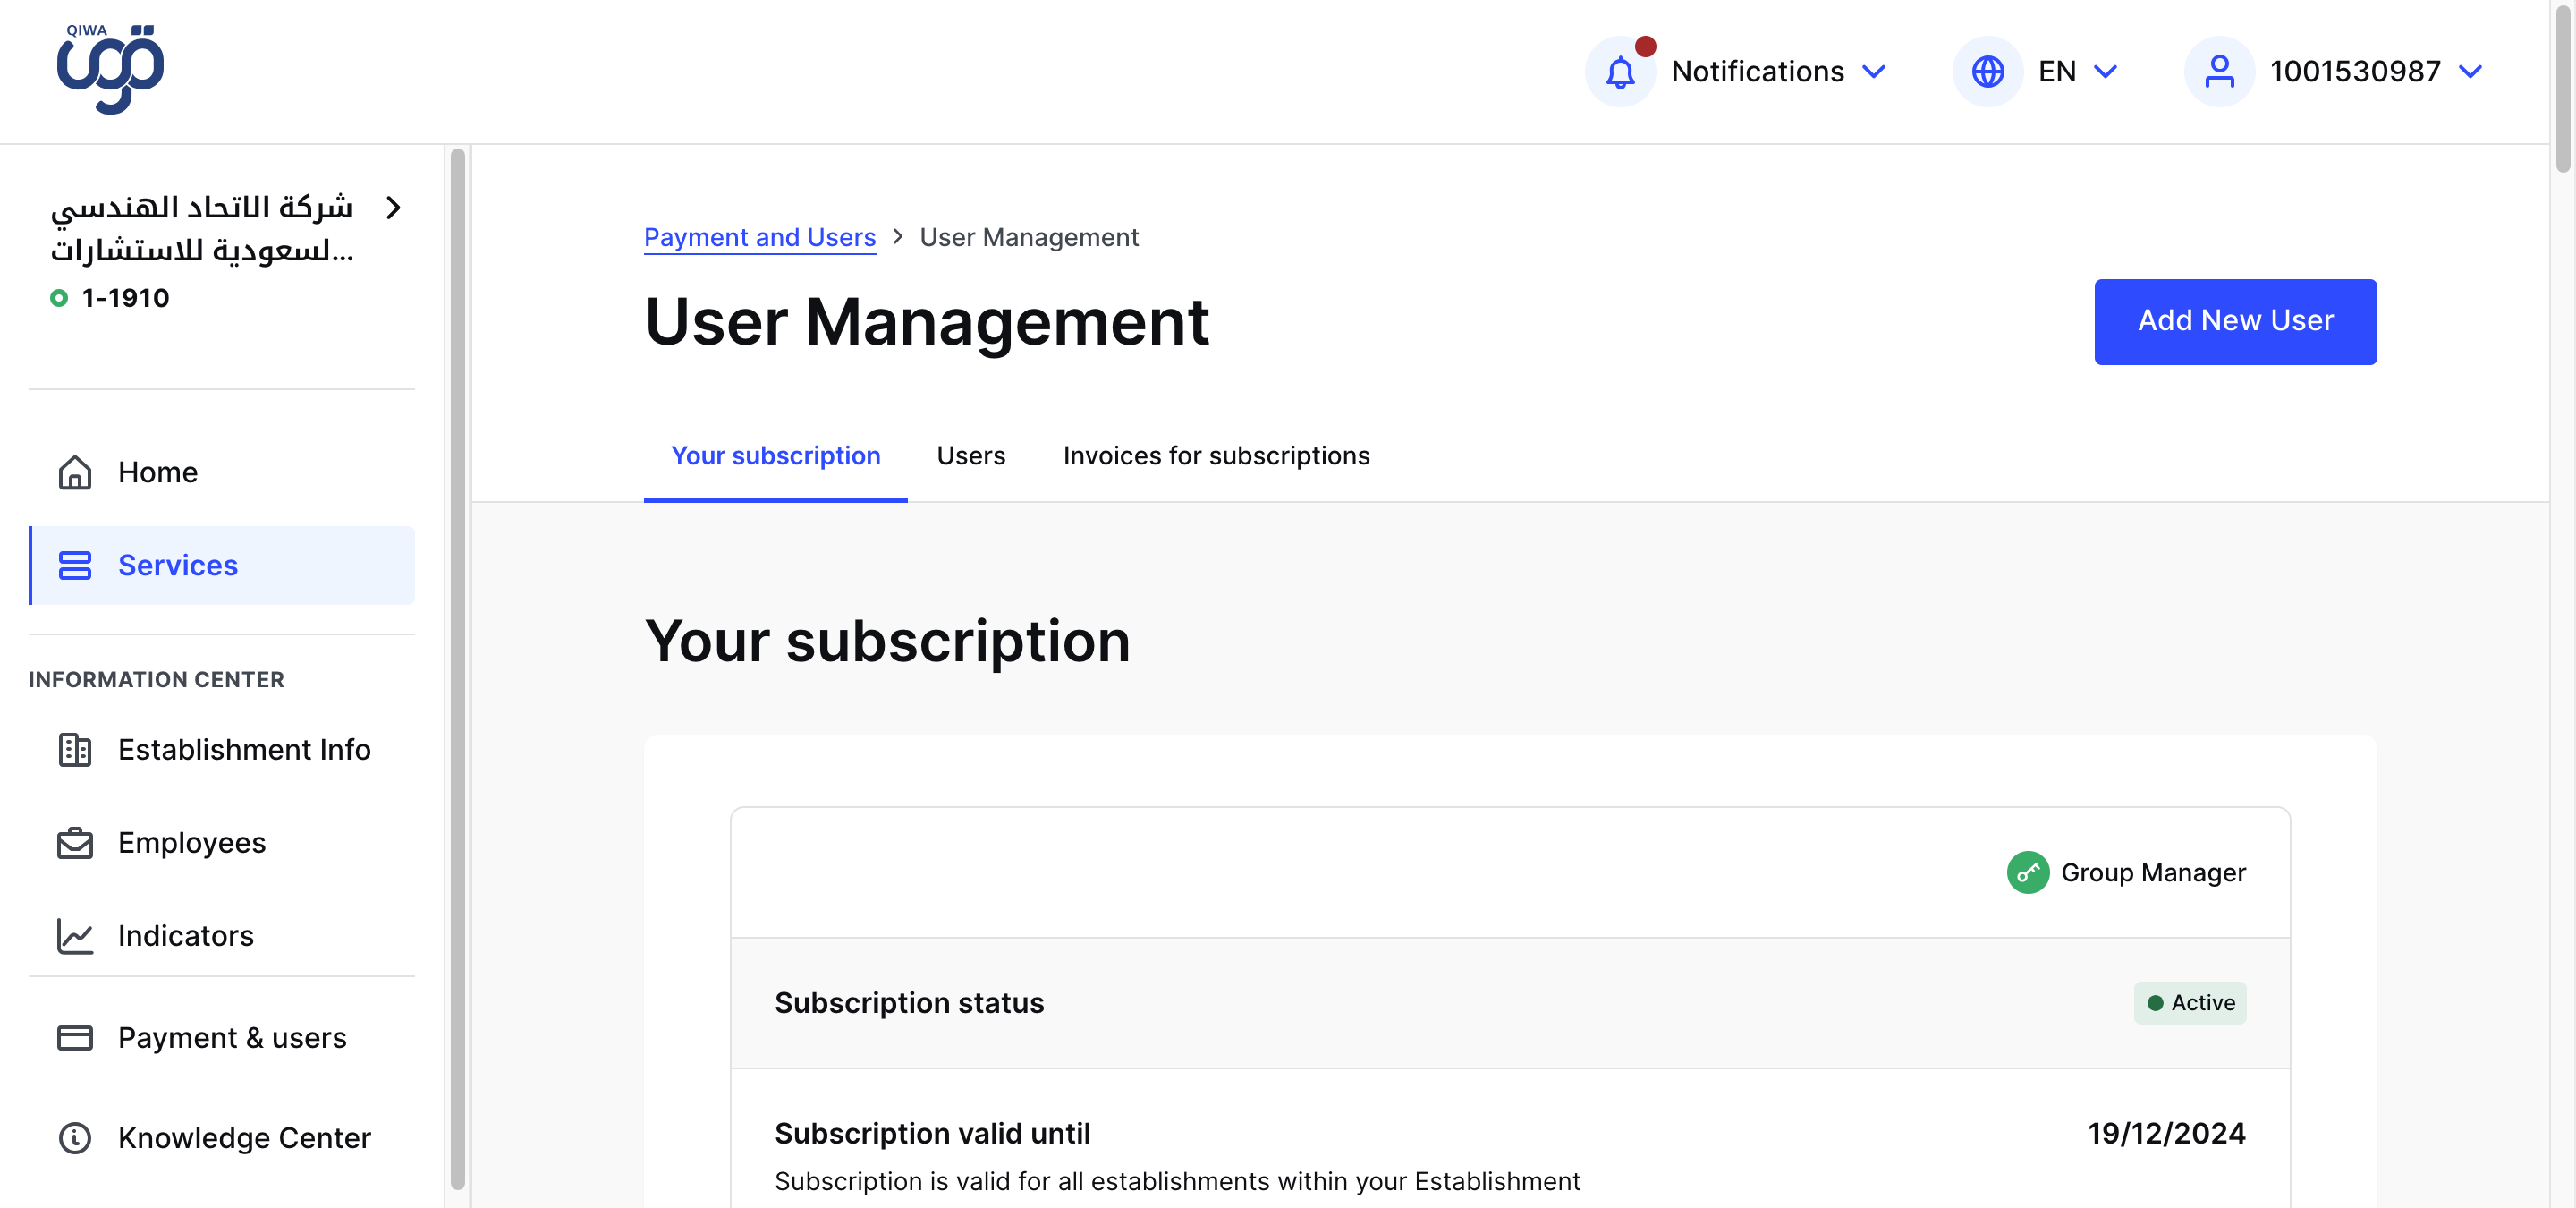 QIWA
قوى
Notifications
EN
1001530987
شركة الاتحاد الهندسي
لسعودية للاستشارات...
1-1910
Home
Services
INFORMATION CENTER
Establishment Info
Employees
Indicators
Payment & users
Knowledge Center
Payment and Users > User Management
User Management
Add New User
Your subscription
Users
Invoices for subscriptions
Your subscription
Group Manager
Subscription status
Active
Subscription valid until
19/12/2024
Subscription is valid for all establishments within your Establishment